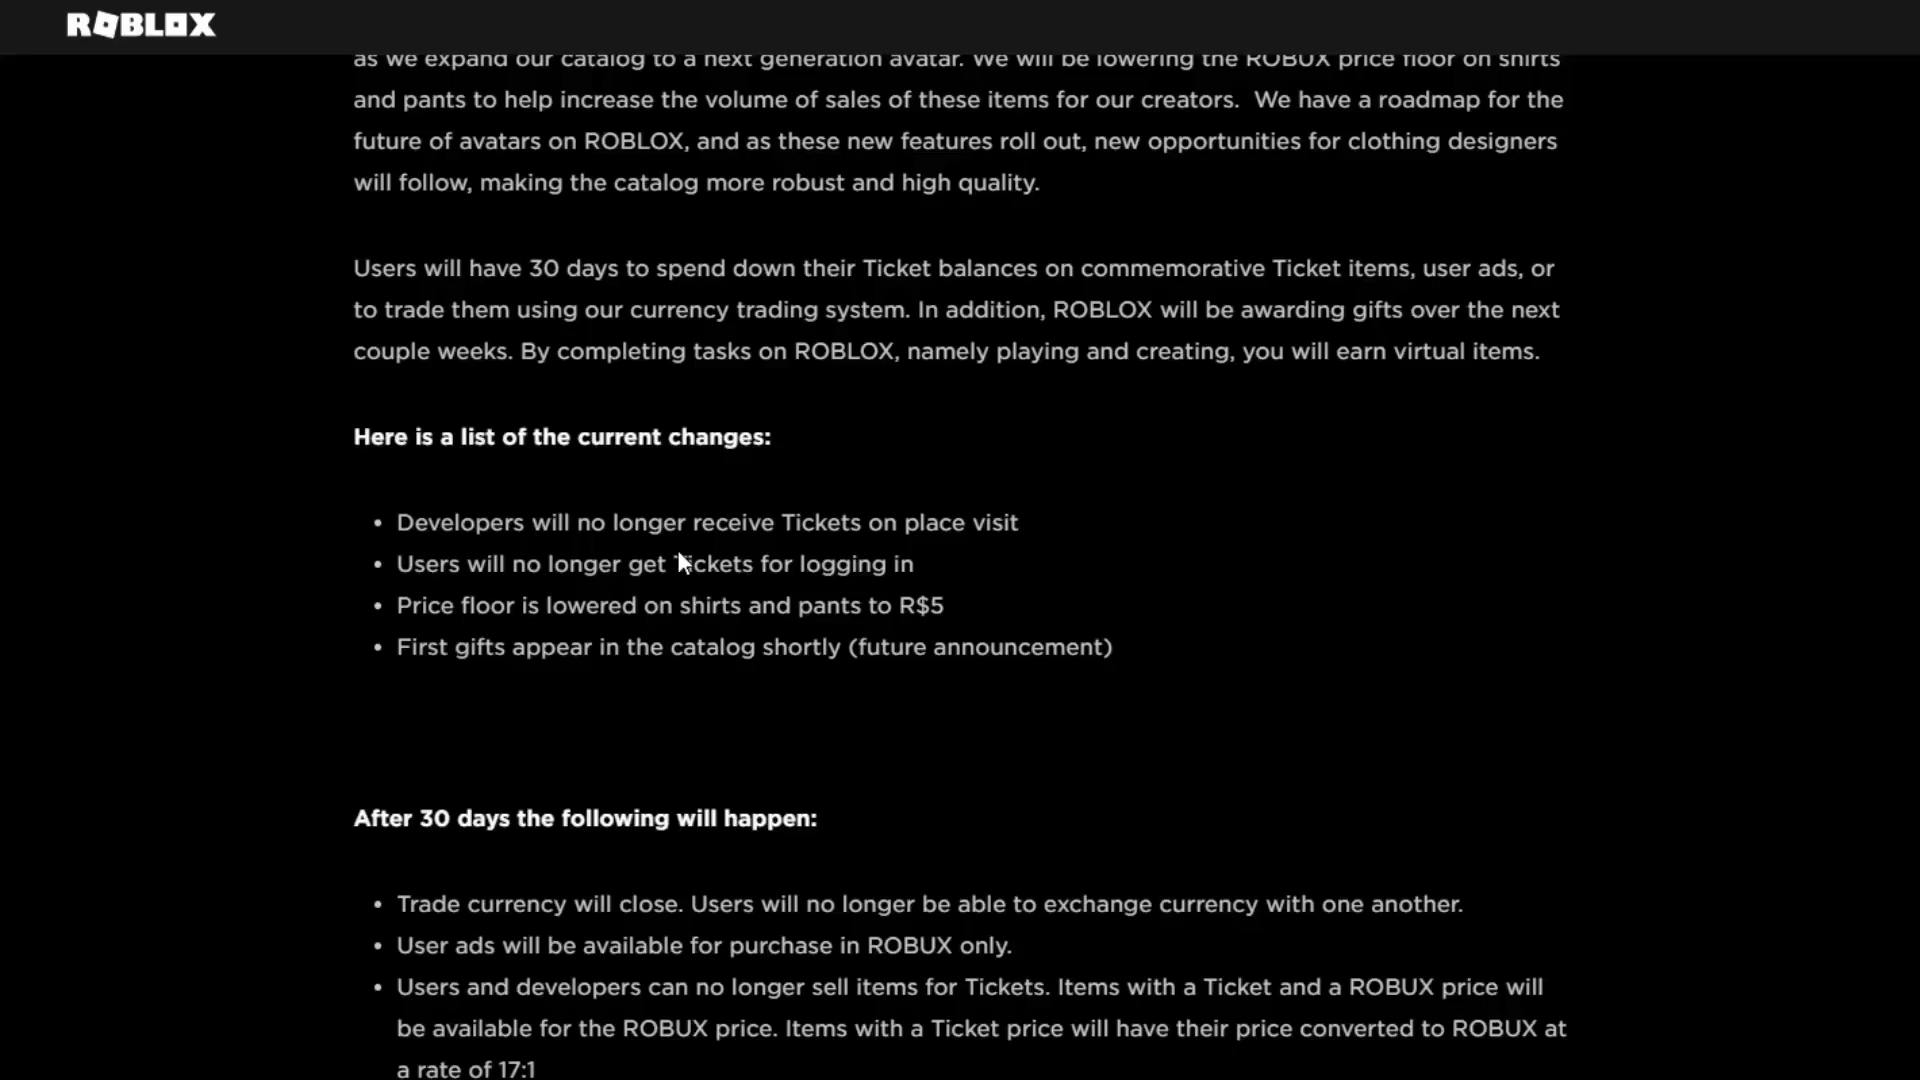 ROBLOX
as we expand our catalog to a next generation avatar. We will be lowering the ROBUX price floor on shirts
and pants to help increase the volume of sales of these items for our creators.  We have a roadmap for the
future of avatars on ROBLOX, and as these new features roll out, new opportunities for clothing designers
will follow, making the catalog more robust and high quality.
Users will have 30 days to spend down their Ticket balances on commemorative Ticket items, user ads, or
to trade them using our currency trading system. In addition, ROBLOX will be awarding gifts over the next
couple weeks. By completing tasks on ROBLOX, namely playing and creating, you will earn virtual items.
Here is a list of the current changes:
• Developers will no longer receive Tickets on place visit
• Users will no longer get Tickets for logging in
• Price floor is lowered on shirts and pants to R$5
• First gifts appear in the catalog shortly (future announcement)
After 30 days the following will happen:
• Trade currency will close. Users will no longer be able to exchange currency with one another.
• User ads will be available for purchase in ROBUX only.
• Users and developers can no longer sell items for Tickets. Items with a Ticket and a ROBUX price will
be available for the ROBUX price. Items with a Ticket price will have their price converted to ROBUX at
a rate of 17:1